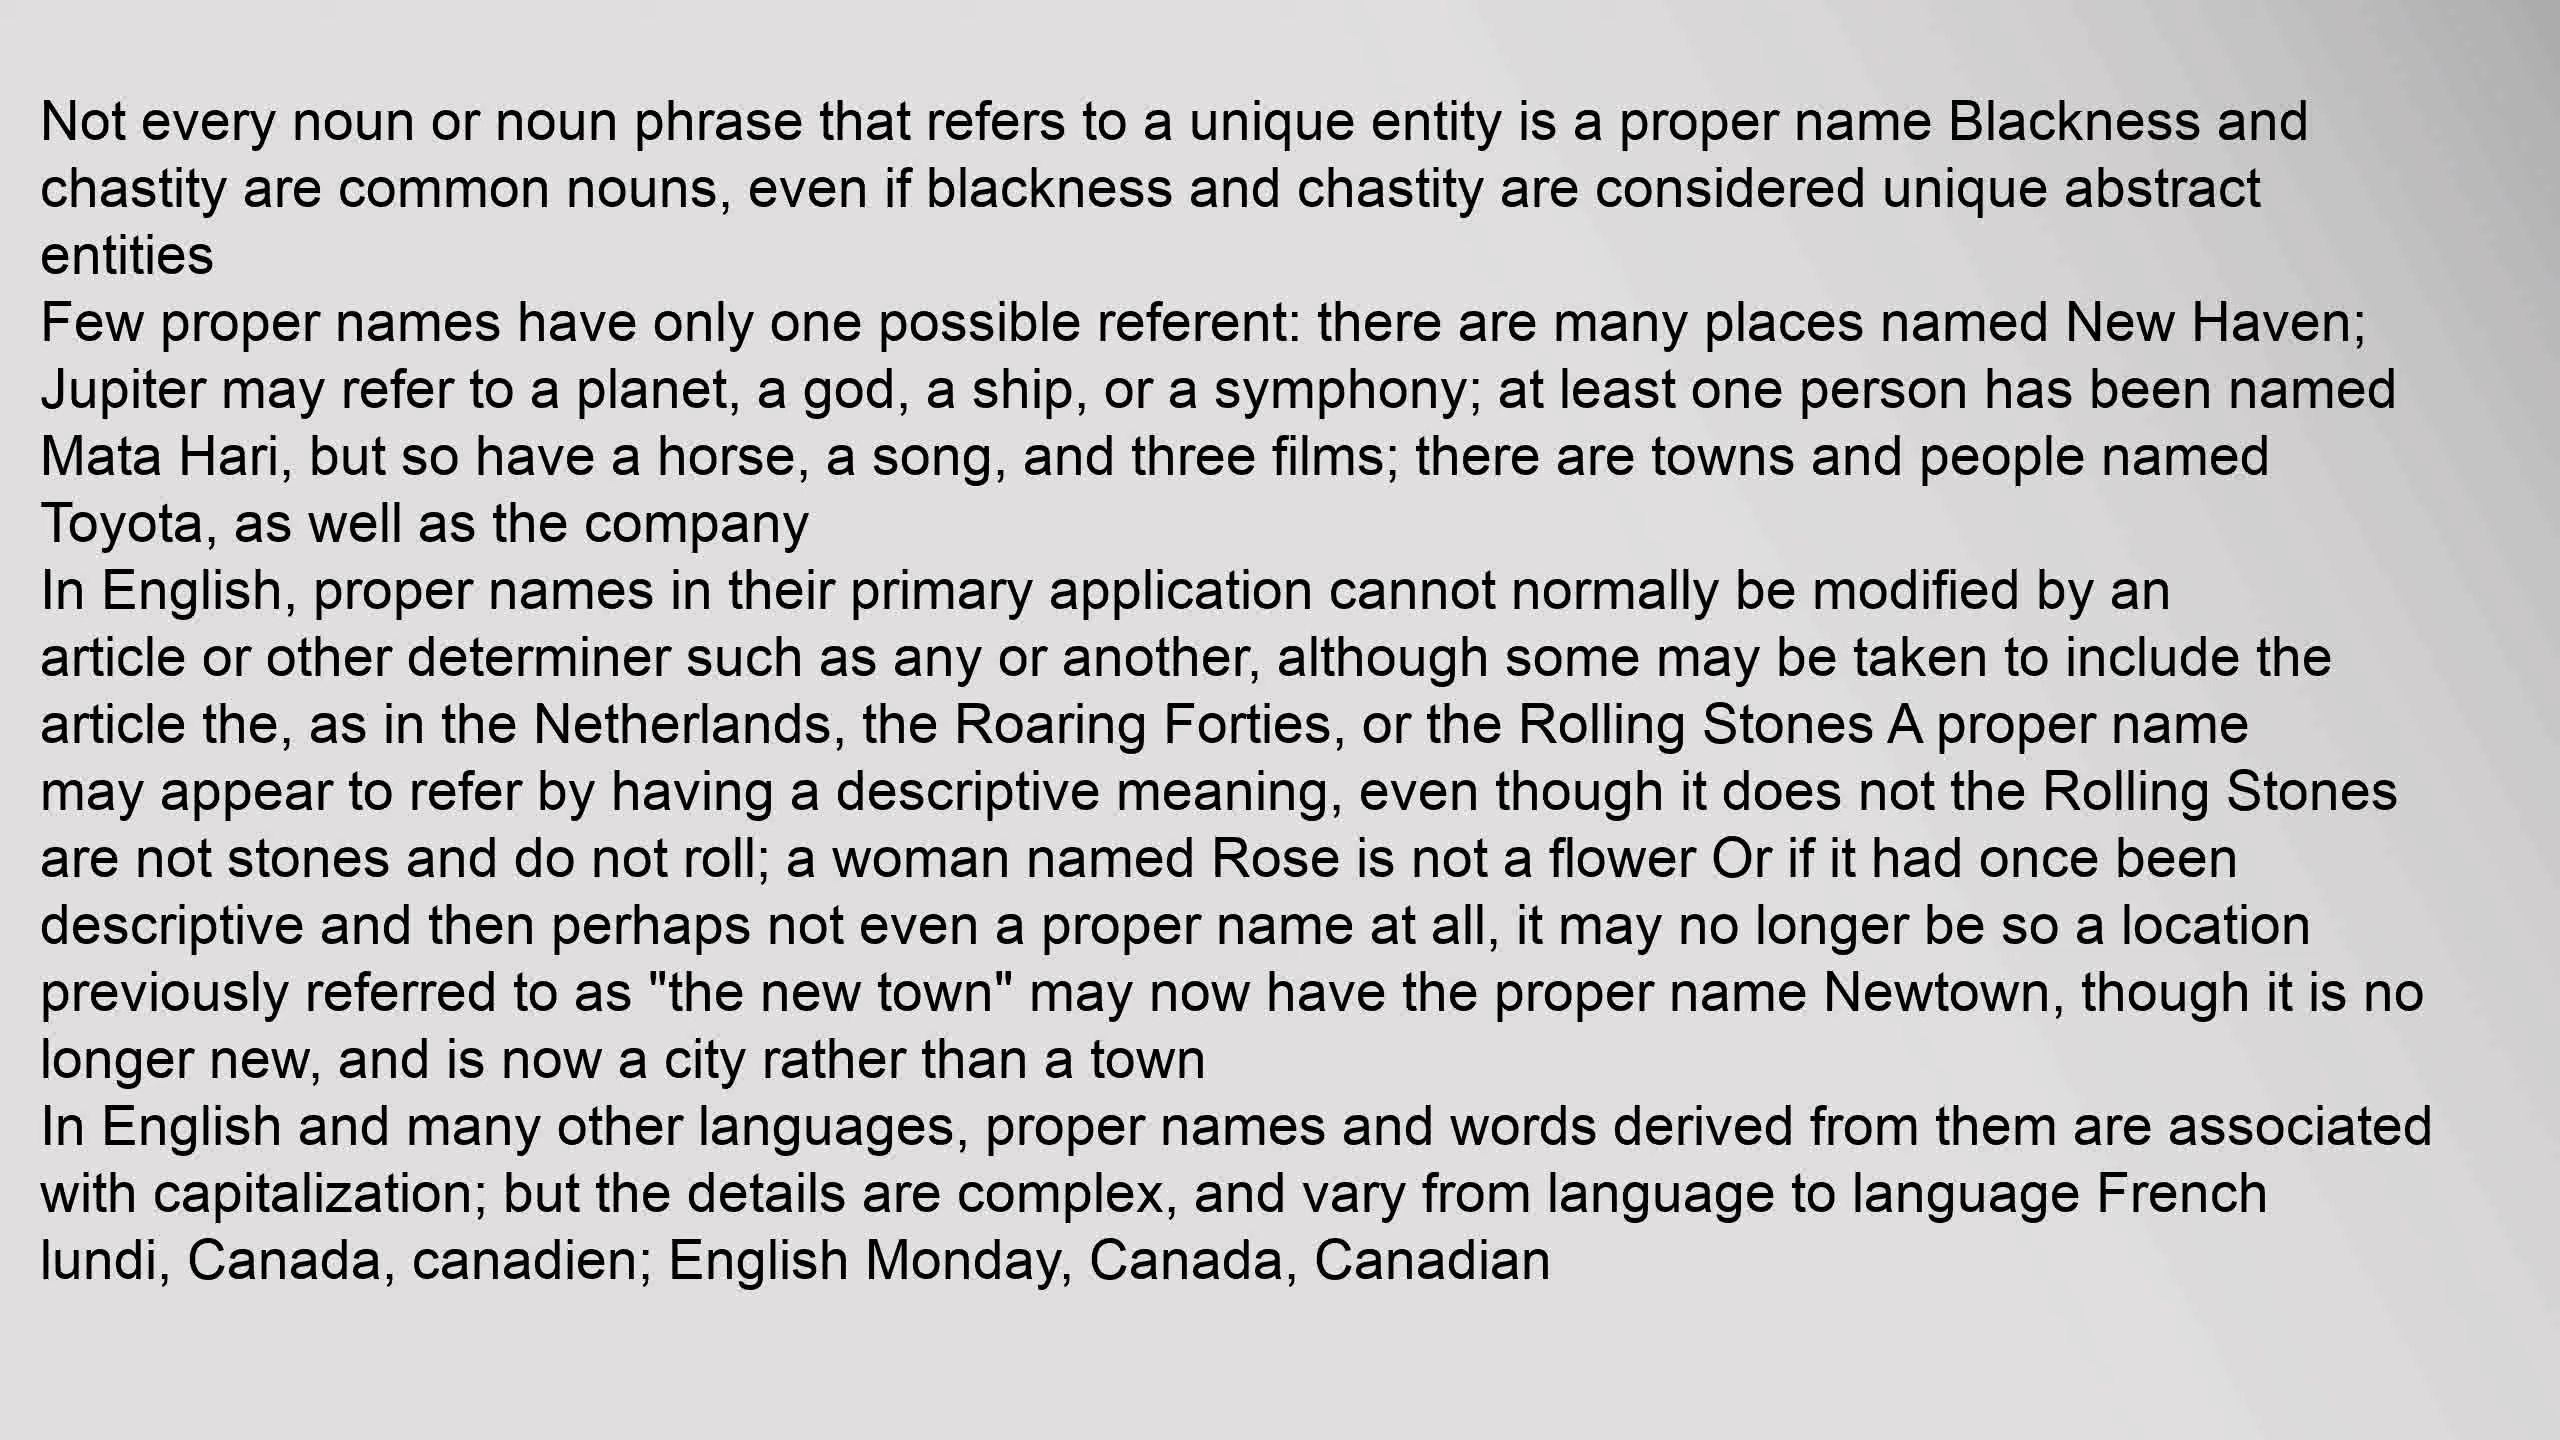 Not every noun or noun phrase that refers to a unique entity is a proper name Blackness and
chastity are common nouns, even if blackness and chastity are considered unique abstract
entities
Few proper names have only one possible referent: there are many places named New Haven;
Jupiter may refer to a planet, a god, a ship, or a symphony; at least one person has been named
Mata Hari, but so have a horse, a song, and three films; there are towns and people named
Toyota, as well as the company
In English, proper names in their primary application cannot normally be modified by an
article or other determiner such as any or another, although some may be taken to include the
article the, as in the Netherlands, the Roaring Forties, or the Rolling Stones A proper name
may appear to refer by having a descriptive meaning, even though it does not the Rolling Stones
are not stones and do not roll; a woman named Rose is not a flower Or if it had once been
descriptive and then perhaps not even a proper name at all, it may no longer be so a location
previously referred to as "the new town" may now have the proper name Newtown, though it is no
longer new, and is now a city rather than a town
In English and many other languages, proper names and words derived from them are associated
with capitalization; but the details are complex, and vary from language to language French
lundi, Canada, canadien; English Monday, Canada, Canadian